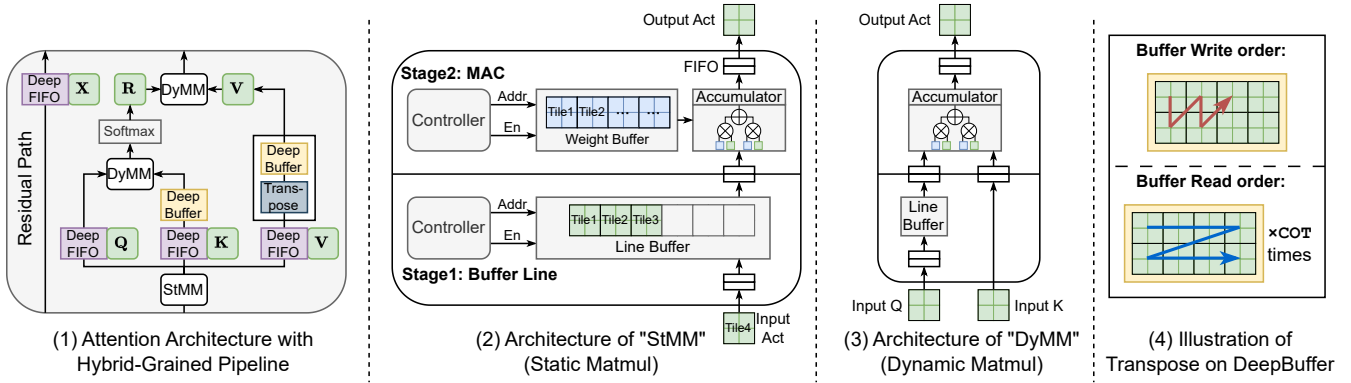 Residual Path
Deep
FIFO
X
R
DyMM
V
Softmax
DyMM
Deep
Buffer
Deep
Buffer
Trans-
pose
Deep
FIFO
Q
Deep
FIFO
K
Deep
FIFO
V
StMM
(1) Attention Architecture with
Hybrid-Grained Pipeline
Output Act
FIFO
Stage2: MAC
Controller
Addr
En
Tile1 Tile2 ... ...
Weight Buffer
Accumulator
Controller
Addr
En
Tile1 Tile2 Tile3
Line Buffer
Stage1: Buffer Line
Tile4
Input
Act
(2) Architecture of "StMM"
(Static Matmul)
Output Act
Accumulator
Line
Buffer
Input Q
Input K
(3) Architecture of "DyMM"
(Dynamic Matmul)
Buffer Write order:
Buffer Read order:
×COT
times
(4) Illustration of
Transpose on DeepBuffer